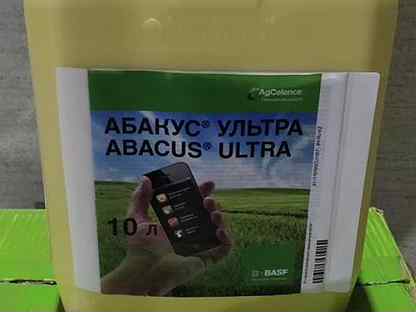 AgCelence
АБАКУС® УЛЬТРА
ABACUS® ULTRA
10 л
BASF